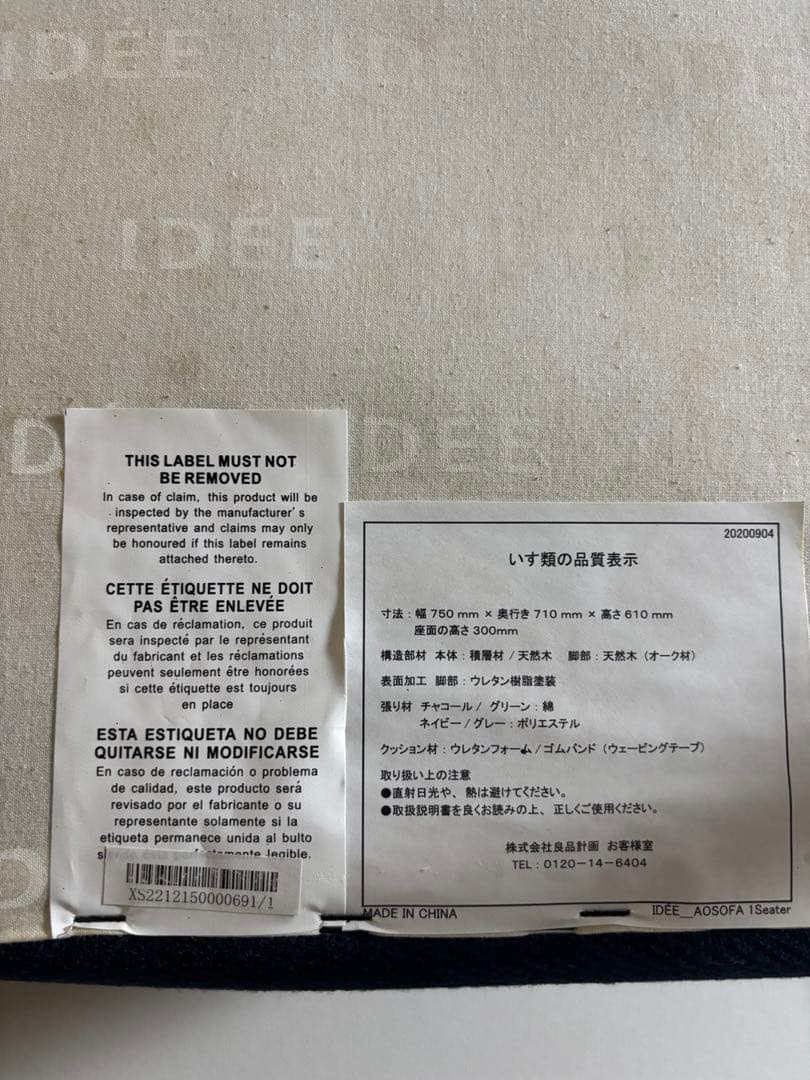 IDÉE IDÉE
IDÉE
IDÉE
THIS LABEL MUST NOT
BE REMOVED
In case of claim, this product will be
inspected by the manufacturer's
representative and claims may only
be honoured if this label remains
attached thereto.
CETTE ÉTIQUETTE NE DOIT
PAS ÊTRE ENLEVÉE
En cas de réclamation, ce produit
sera inspecté par le représentant
du fabricant et les réclamations
peuvent seulement être honorées
si cette étiquette est toujours
en place
ESTA ESTIQUETA NO DEBE
QUITARSE NI MODIFICARSE
En caso de reclamación o problema
de calidad, este producto será
revisado por el fabricante o su
representante solamente si la
etiqueta permanece unida al bulto
legible.
XS2212150000691/1
20200904
いす類の品質表示
寸法：幅 750 mm × 奥行き 710 mm × 高さ 610 mm
座面の高さ 300mm
構造部材 本体：積層材 / 天然木 脚部：天然木（オーク材）
表面加工 脚部：ウレタン樹脂塗装
張り材 チャコール / グリーン：綿
ネイビー / グレー：ポリエステル
クッション材：ウレタンフォーム / ゴムバンド（ウェービングテープ）
取り扱い上の注意
●直射日光や、熱は避けてください。
●取扱説明書を良くお読みの上、正しくご使用ください。
株式会社良品計画 お客様室
TEL：0120-14-6404
MADE IN CHINA
IDÉE__AOSOFA 1Seater